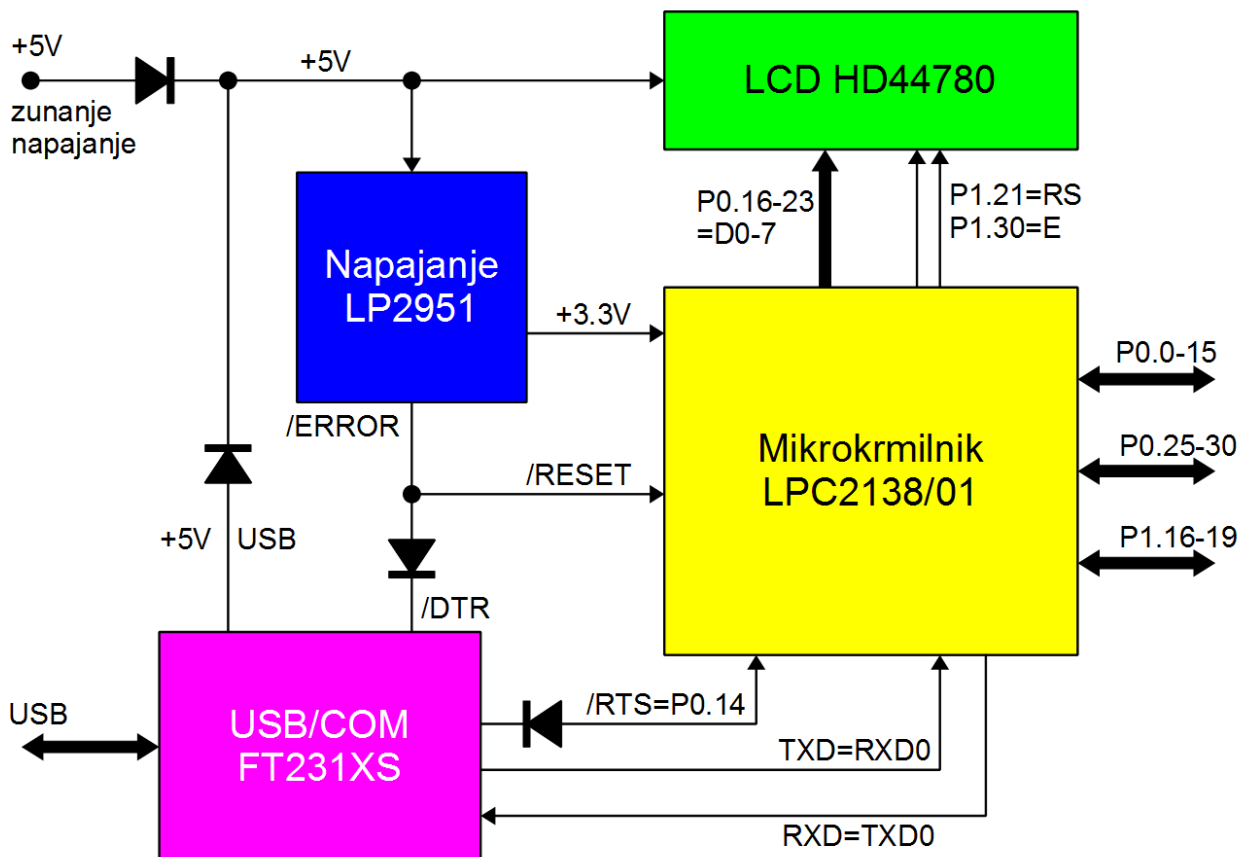 +5V
zunanje
napajanje
+5V
LCD HD44780
P0.16-23
=D0-7
P1.21=RS
P1.30=E
Napajanje
LP2951
+3.3V
/ERROR
/RESET
Mikrokrmilnik
LPC2138/01
P0.0-15
P0.25-30
P1.16-19
+5V USB
/DTR
USB
USB/COM
FT231XS
/RTS=P0.14
TXD=RXD0
RXD=TXD0